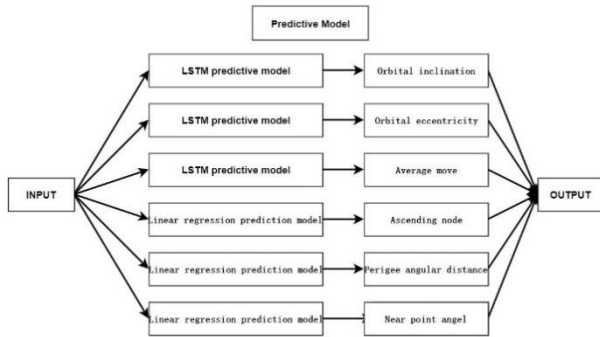 Predictive Model
LSTM predictive model
Orbital inclination
LSTM predictive model
Orbital eccentricity
LSTM predictive model
Average move
INPUT
OUTPUT
Linear regression prediction model
Ascending node
Linear regression prediction model
Perigee angular distance
Linear regression prediction model
Near point angel